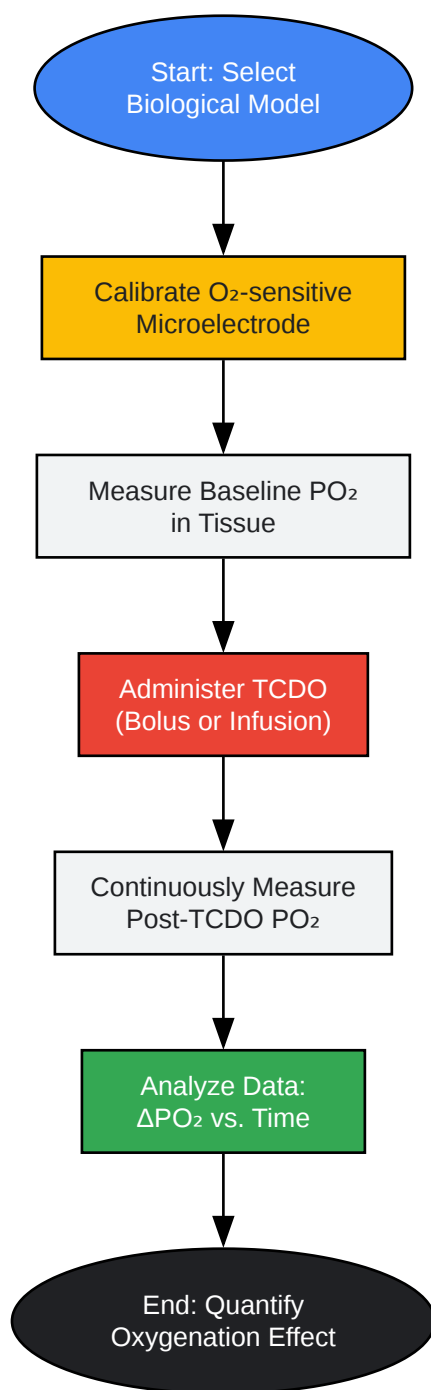 Start: Select
Biological Model
Calibrate O₂-sensitive
Microelectrode
Measure Baseline PO₂
in Tissue
Administer TCDO
(Bolus or Infusion)
Continuously Measure
Post-TCDO PO₂
Analyze Data:
ΔPO₂ vs. Time
End: Quantify
Oxygenation Effect